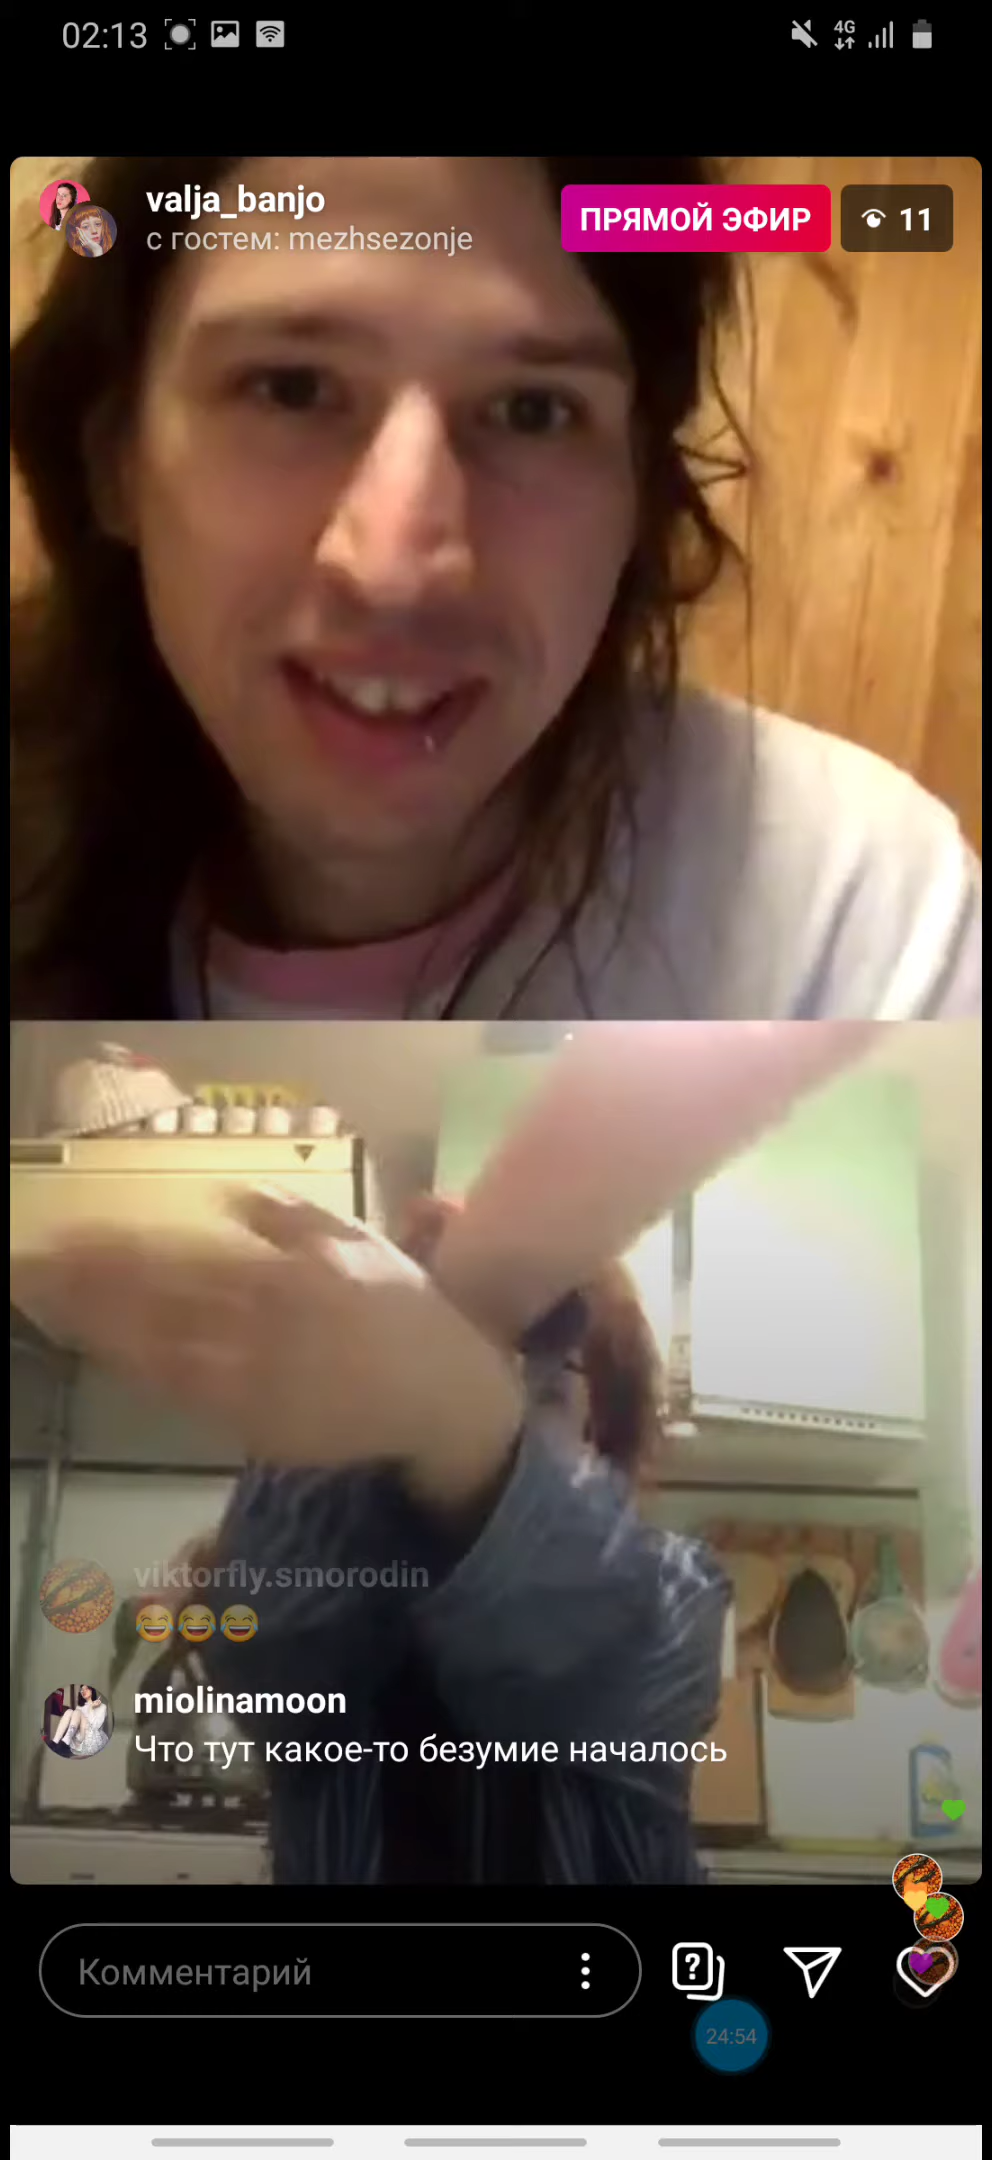 02:13
4G
valja_banjo
с гостем: mezhsezonje
ПРЯМОЙ ЭФИР
11
viktorfly.smorodin
😂😂😂
miolinamoon
Что тут какое-то безумие началось
Комментарий
24:54